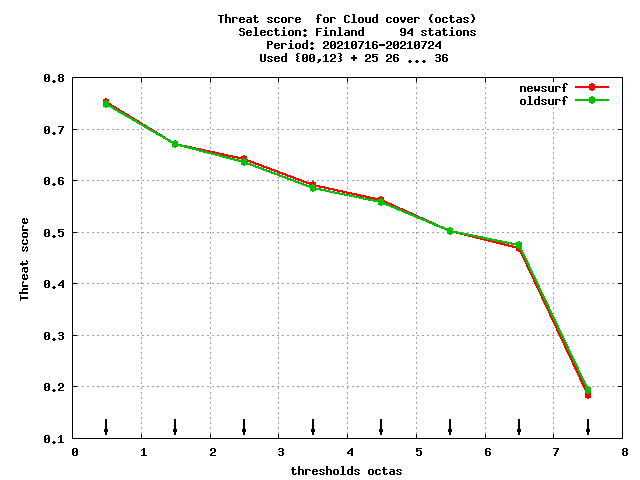 Threat score  for Cloud cover (octas)
Selection: Finland     94 stations
Period: 20210716-20210724
Used {00,12} + 25 26 ... 36
newsurf
oldsurf
Threat score
0.8
0.7
0.6
0.5
0.4
0.3
0.2
0.1
0 1 2 3 4 5 6 7 8
thresholds octas